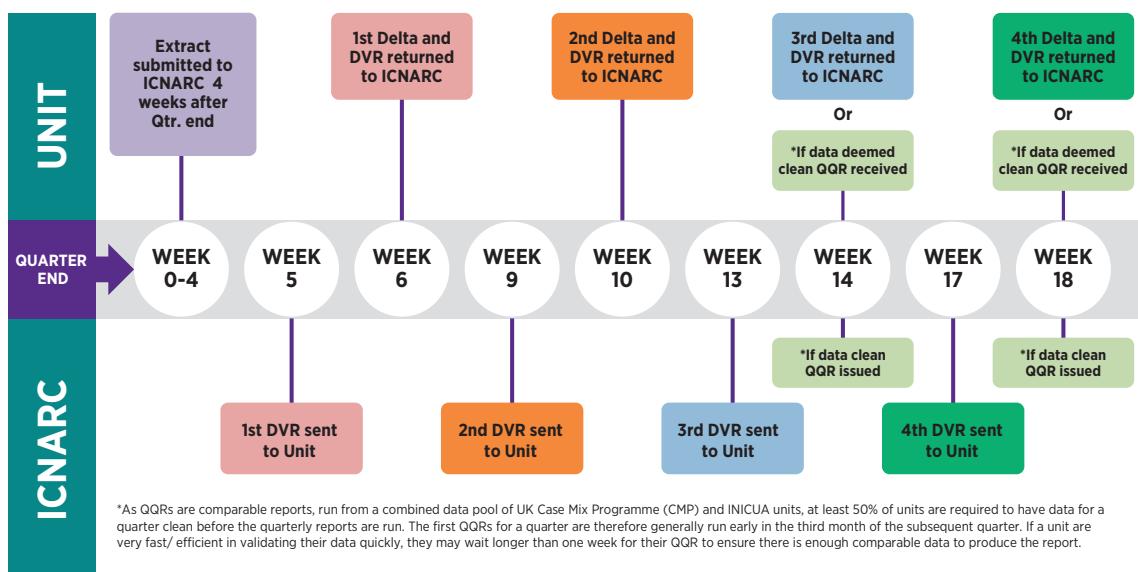 UNIT
Extract
submitted to
ICNARC 4
weeks after
Qtr. end
1st Delta and
DVR returned
to ICNARC
2nd Delta and
DVR returned
to ICNARC
3rd Delta and
DVR returned
to ICNARC
Or
*If data deemed
clean QQR received
4th Delta and
DVR returned
to ICNARC
Or
*If data deemed
clean QQR received
QUARTER
END
WEEK
0-4
WEEK
5
WEEK
6
WEEK
9
WEEK
10
WEEK
13
WEEK
14
WEEK
17
WEEK
18
ICNARC
*If data clean
QQR issued
*If data clean
QQR issued
1st DVR sent
to Unit
2nd DVR sent
to Unit
3rd DVR sent
to Unit
4th DVR sent
to Unit
*As QQRs are comparable reports, run from a combined data pool of UK Case Mix Programme (CMP) and INICUA units, at least 50% of units are required to have data for a
quarter clean before the quarterly reports are run. The first QQRs for a quarter are therefore generally run early in the third month of the subsequent quarter. If a unit are
very fast/ efficient in validating their data quickly, they may wait longer than one week for their QQR to ensure there is enough comparable data to produce the report.